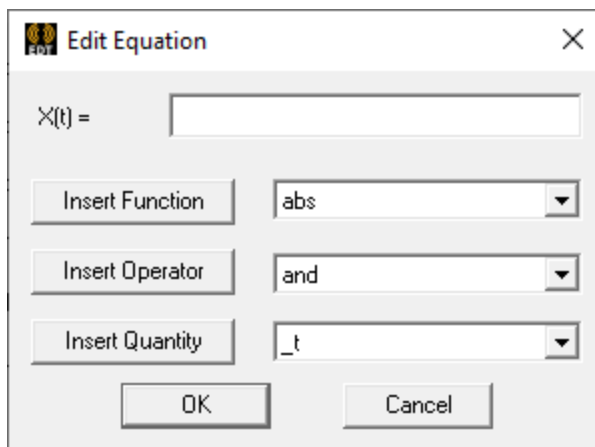 EDT Edit Equation
X(t) =
Insert Function abs
Insert Operator and
Insert Quantity _t
OK Cancel